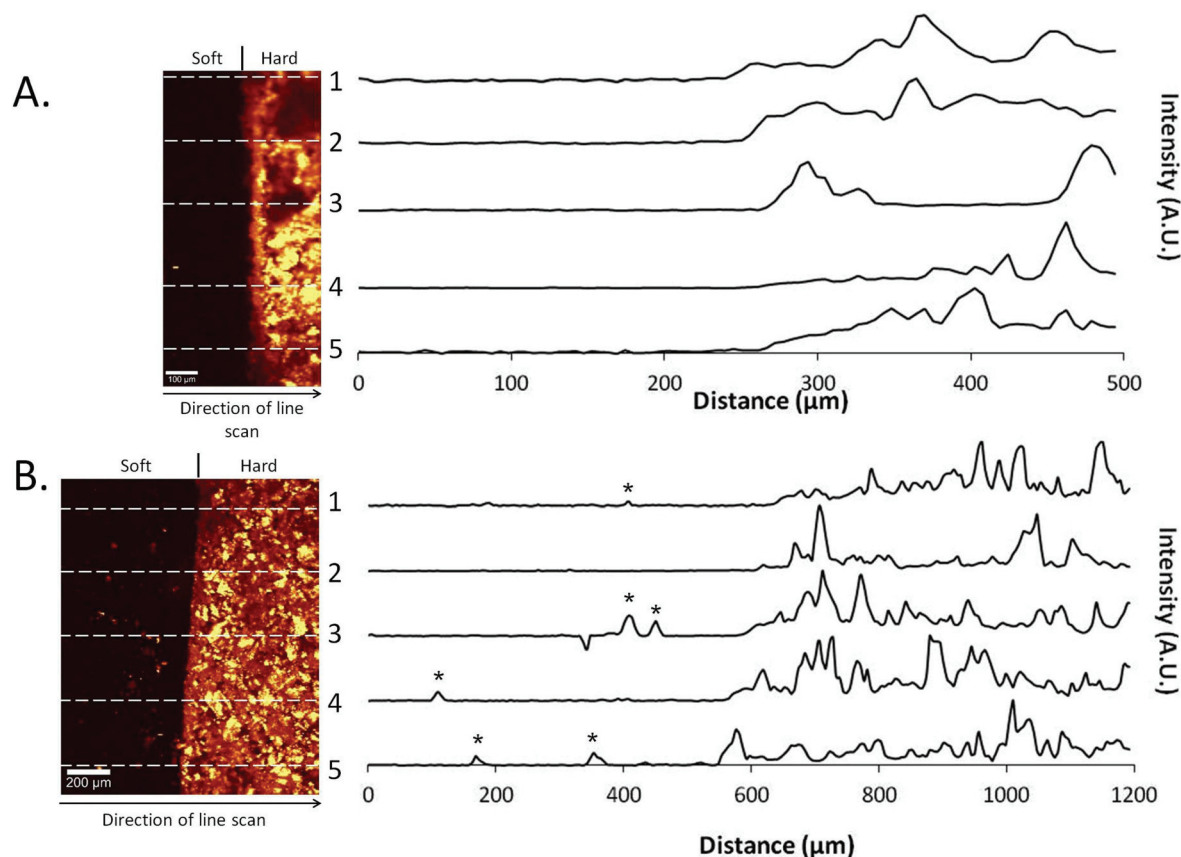 Soft | Hard
A.
1
2
3
4
5
100 µm
Direction of line
scan
0 100 200 300 400 500
Distance (µm)
Intensity (A.U.)
Soft | Hard
B.
1
*
2
3
* *
4
*
5
* *
200 µm
Direction of line scan
0 200 400 600 800 1000 1200
Distance (µm)
Intensity (A.U.)